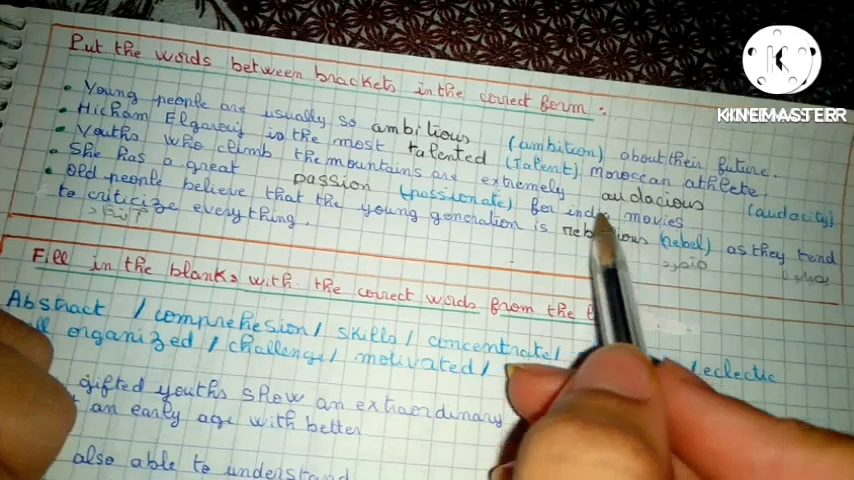 KINEMASTER
Put the words between brackets in the correct form :
• Young people are usually so ambitious (ambition) about their future.
• Hicham Elgarouj is the most talented (Talent) moroccan athlete.
• Youths who climb the mountains are extremely audacious (audacity)
• She has a great passion (passionate) for indie movies
• Old people believe that the young generation is rebellious (rebel) as they tend
to criticize everything.
Fill in the blanks with the correct words from the
Abstract / comprehesion / skills / concentrate/
organized / challenge/ motivated / / eclectic
gifted youths show an extraordinary
an early age with better
also able to understand